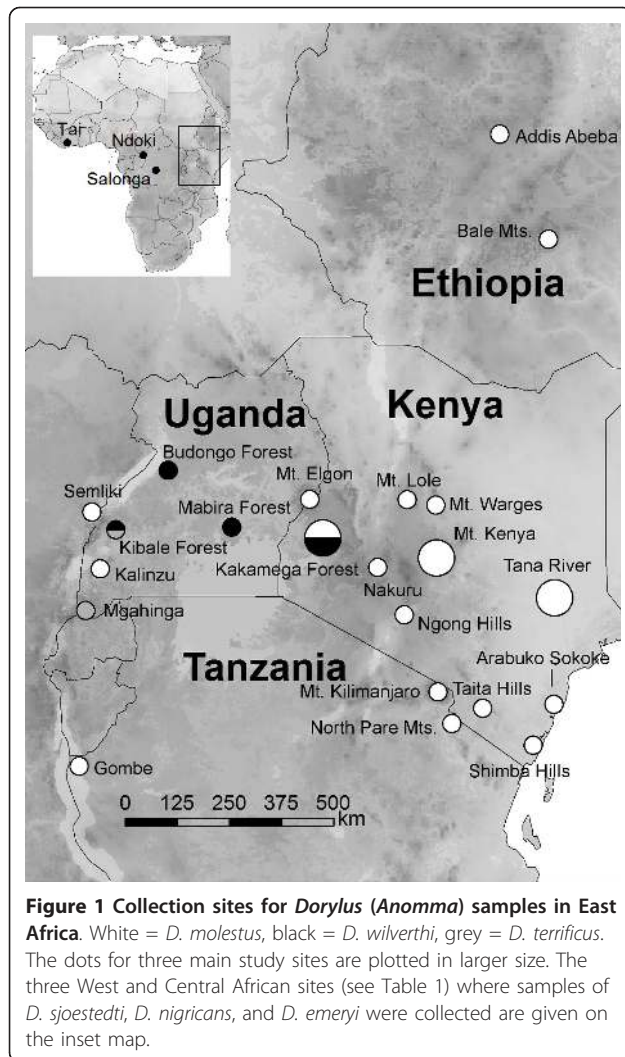 Tai
Ndoki
Salonga
Addis Abeba
Bale Mts.
Ethiopia
Uganda
Kenya
Budongo Forest
Mt. Elgon
Mt. Lole
Semliki
Mabira Forest
Mt. Warges
Kibale Forest
Mt. Kenya
Kakamega Forest
Tana River
Kalinzu
Nakuru
Mgahinga
Ngong Hills
Tanzania
Arabuko Sokoke
Mt. Kilimanjaro
Taita Hills
North Pare Mts.
Shimba Hills
Gombe
0 125 250 375 500
km
Figure 1 Collection sites for Dorylus (Anomma) samples in East
Africa. White = D. molestus, black = D. wilverthi, grey = D. terrificus.
The dots for three main study sites are plotted in larger size. The
three West and Central African sites (see Table 1) where samples of
D. sjoestedti, D. nigricans, and D. emeryi were collected are given on
the inset map.